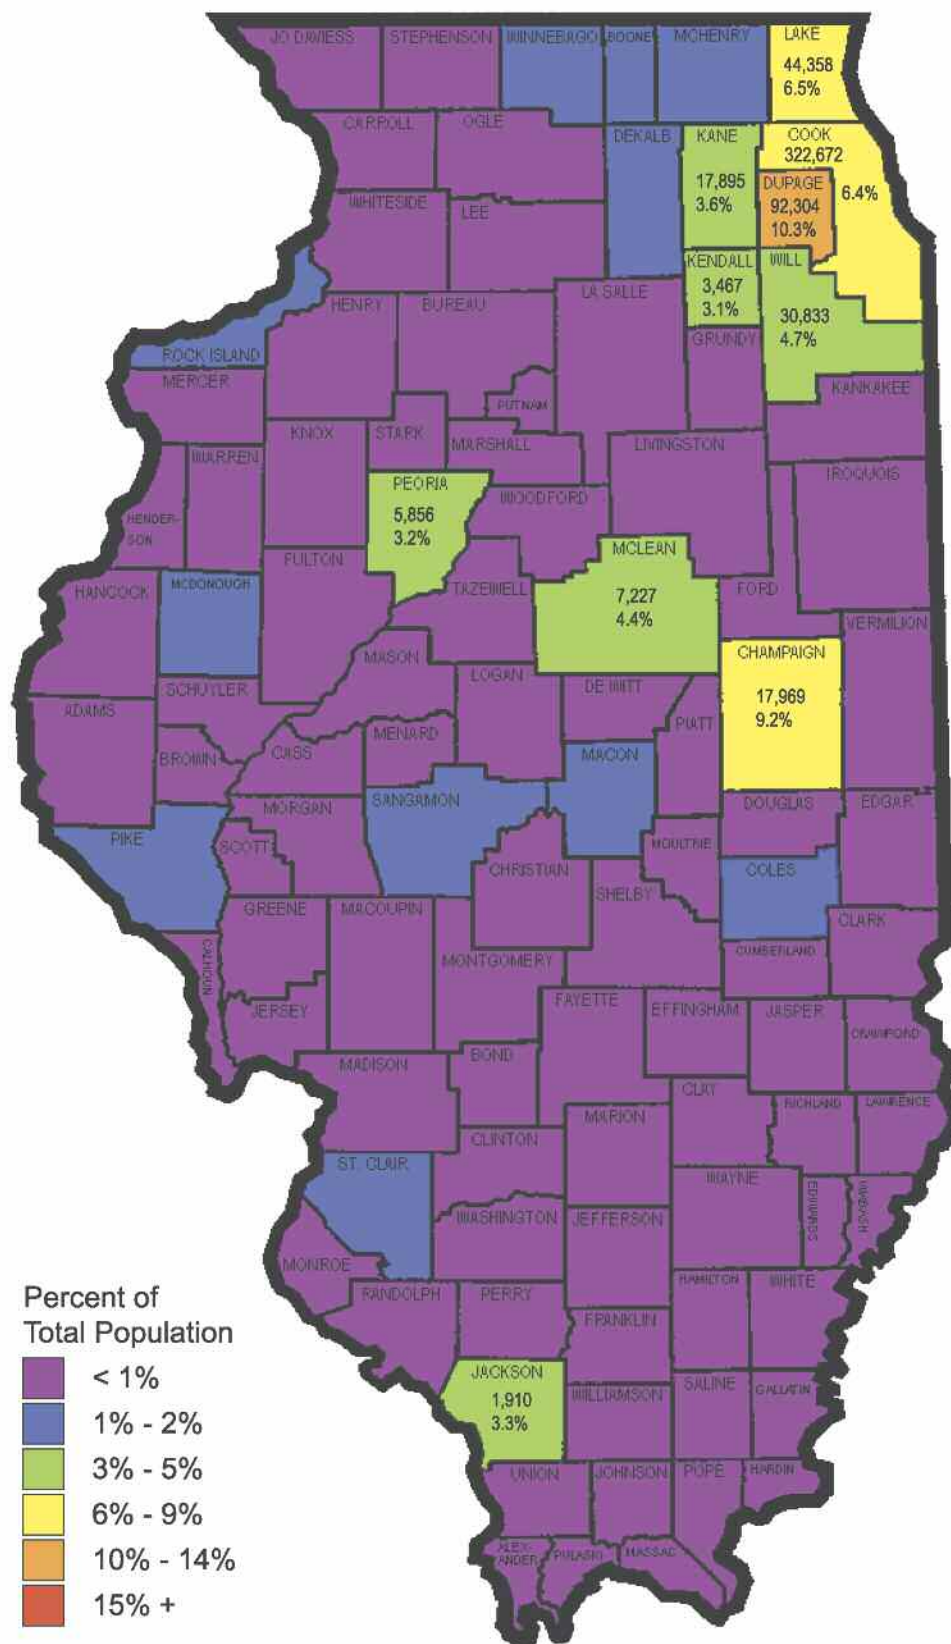 JO DAVIESS
STEPHENSON
WINNEBAGO
BOONE
MCHENRY
LAKE
44,358
6.5%
CARROLL
OGLE
DEKALB
KANE
17,895
3.6%
COOK
322,672
6.4%
DUPAGE
92,304
10.3%
WHITESIDE
LEE
KENDALL
3,467
3.1%
WILL
30,833
4.7%
ROCK ISLAND
HENRY
BUREAU
LA SALLE
GRUNDY
KANKAKEE
MERCER
PUTNAM
KNOX
STARK
MARSHALL
LIVINGSTON
IROQUOIS
WARREN
HENDER-
SON
PEORIA
5,856
3.2%
WOODFORD
MCLEAN
7,227
4.4%
FORD
VERMILION
HANCOCK
MCDONOUGH
FULTON
TAZEWELL
MASON
LOGAN
DE WITT
PIATT
CHAMPAIGN
17,969
9.2%
ADAMS
SCHUYLER
BROWN
CASS
MENARD
MACON
SANGAMON
MORGAN
DOUGLAS
EDGAR
PIKE
SCOTT
CHRISTIAN
MOULTRIE
COLES
SHELBY
GREENE
MACOUPIN
CLARK
CALHOUN
MONTGOMERY
CUMBERLAND
JERSEY
FAYETTE
EFFINGHAM
JASPER
CRAWFORD
MADISON
BOND
CLAY
RICHLAND
LAWRENCE
MARION
CLINTON
ST. CLAIR
WAYNE
EDWARDS
WABASH
WASHINGTON
JEFFERSON
MONROE
RANDOLPH
PERRY
HAMILTON
WHITE
FRANKLIN
JACKSON
1,910
3.3%
WILLIAMSON
SALINE
GALLATIN
UNION
JOHNSON
POPE
HARDIN
ALEX-
ANDER
PULASKI
MASSAC
Percent of
Total Population
< 1%
1% - 2%
3% - 5%
6% - 9%
10% - 14%
15% +